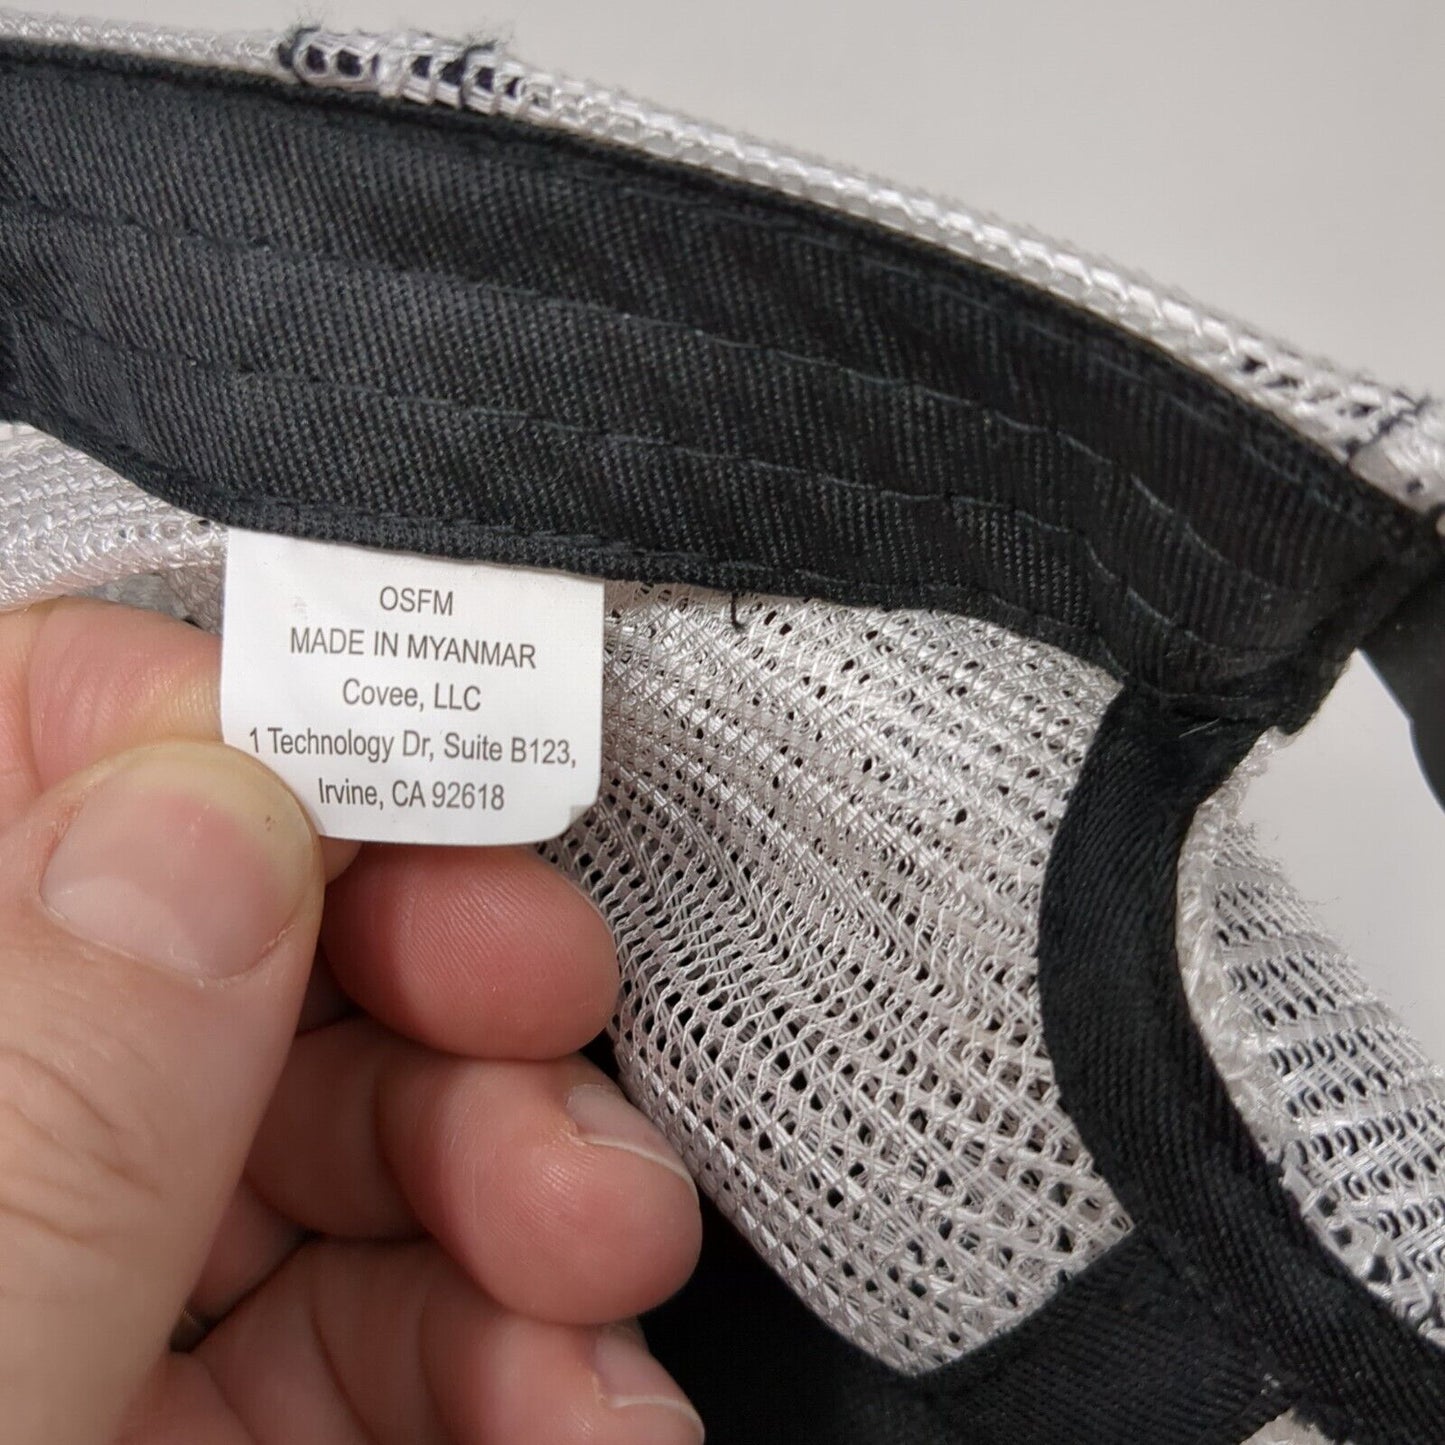 OSFM
MADE IN MYANMAR
Covee, LLC
1 Technology Dr, Suite B123,
Irvine, CA 92618